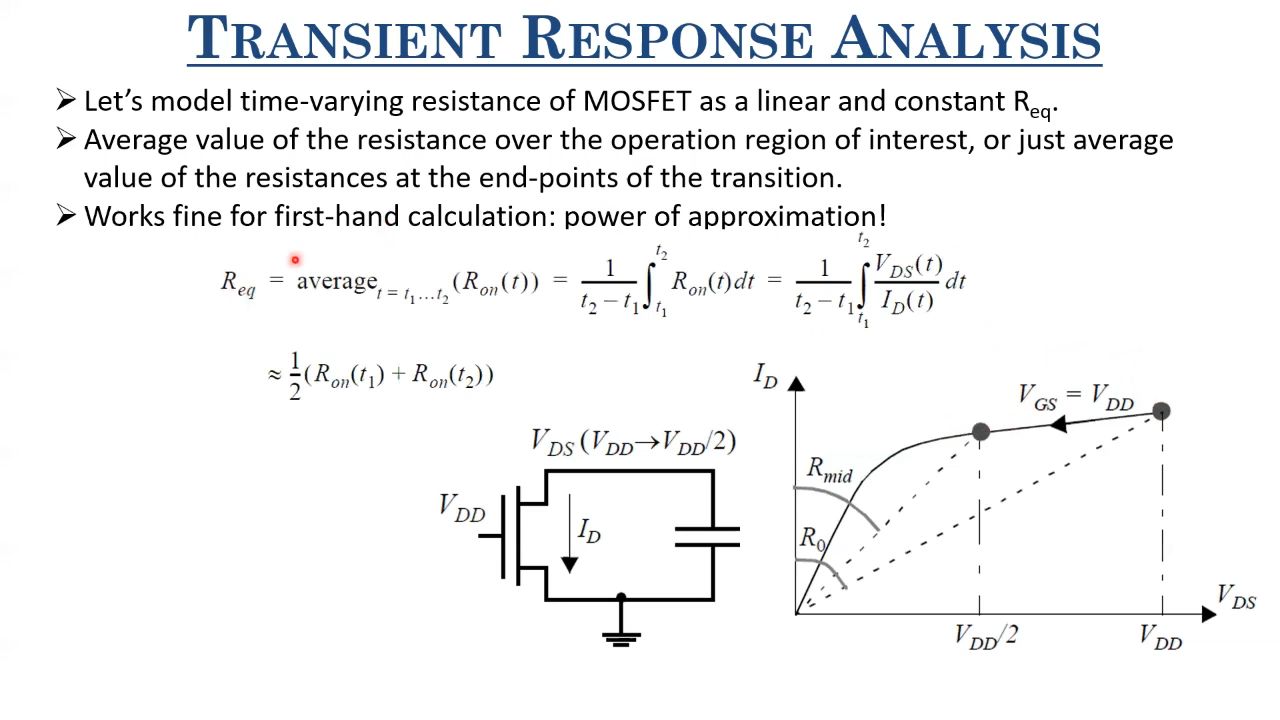 TRANSIENT RESPONSE ANALYSIS
➢ Let’s model time-varying resistance of MOSFET as a linear and constant R_eq.
➢ Average value of the resistance over the operation region of interest, or just average
value of the resistances at the end-points of the transition.
➢ Works fine for first-hand calculation: power of approximation!
R_eq = average_{t = t_1…t_2}(R_on(t)) = \frac{1}{t_2 – t_1} ∫_{t_1}^{t_2} R_on(t)dt = \frac{1}{t_2 – t_1} ∫_{t_1}^{t_2} \frac{V_DS(t)}{I_D(t)} dt
≈ \frac{1}{2}(R_on(t_1) + R_on(t_2))
V_DS (V_DD→V_DD/2)
V_DD
I_D
I_D
V_GS = V_DD
R_mid
R_0
V_DS
V_DD/2
V_DD